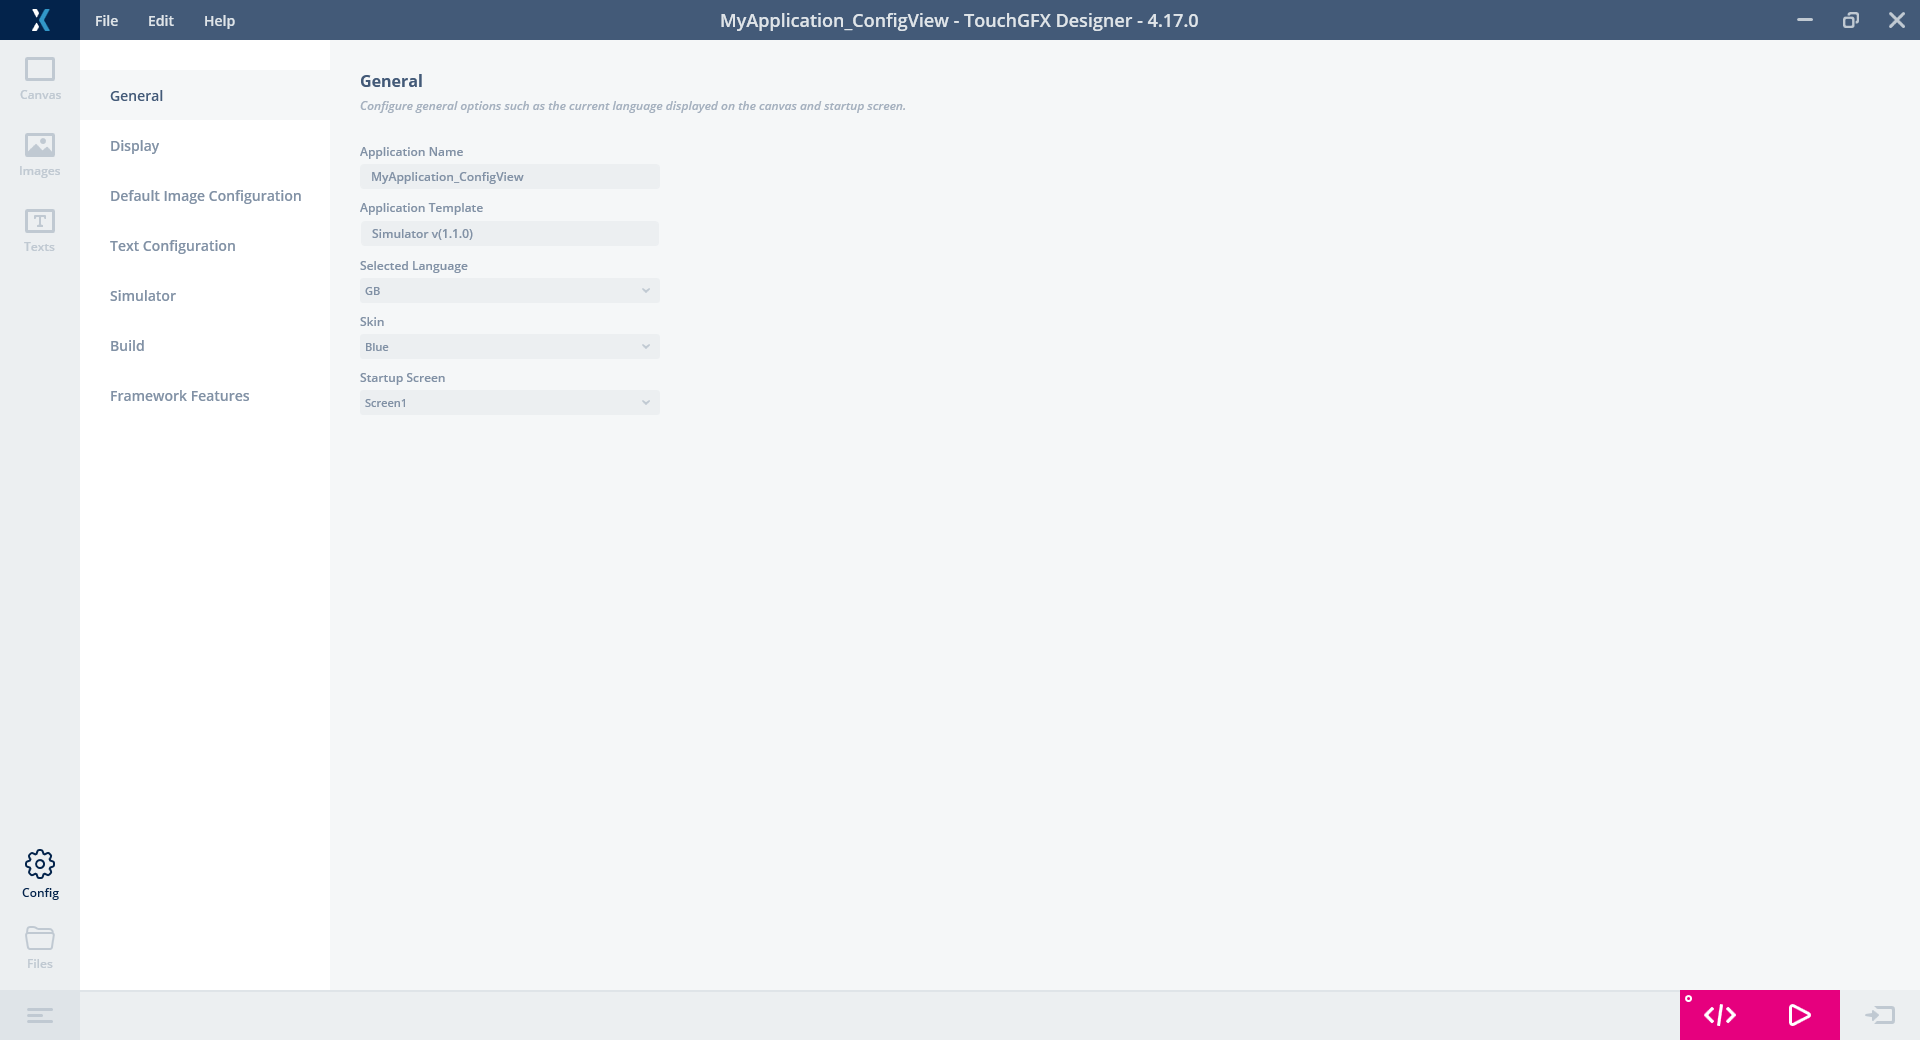 File Edit Help
MyApplication_ConfigView - TouchGFX Designer - 4.17.0
Canvas
Images
Texts
Config
Files
General
Display
Default Image Configuration
Text Configuration
Simulator
Build
Framework Features
General
Configure general options such as the current language displayed on the canvas and startup screen.
Application Name
MyApplication_ConfigView
Application Template
Simulator v(1.1.0)
Selected Language
GB
Skin
Blue
Startup Screen
Screen1